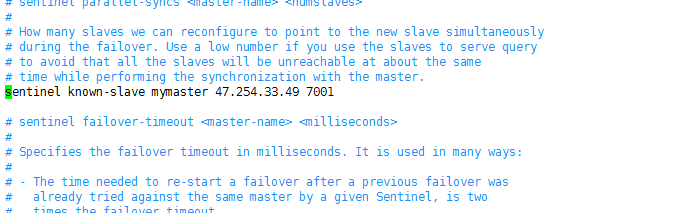 # sentinel parallel-syncs <master-name> <numslaves>
#
# How many slaves we can reconfigure to point to the new slave simultaneously
# during the failover. Use a low number if you use the slaves to serve query
# to avoid that all the slaves will be unreachable at about the same
# time while performing the synchronization with the master.
sentinel known-slave mymaster 47.254.33.49 7001
# sentinel failover-timeout <master-name> <milliseconds>
#
# Specifies the failover timeout in milliseconds. It is used in many ways:
#
# - The time needed to re-start a failover after a previous failover was
#   already tried against the same master by a given Sentinel, is two
#   times the failover timeout